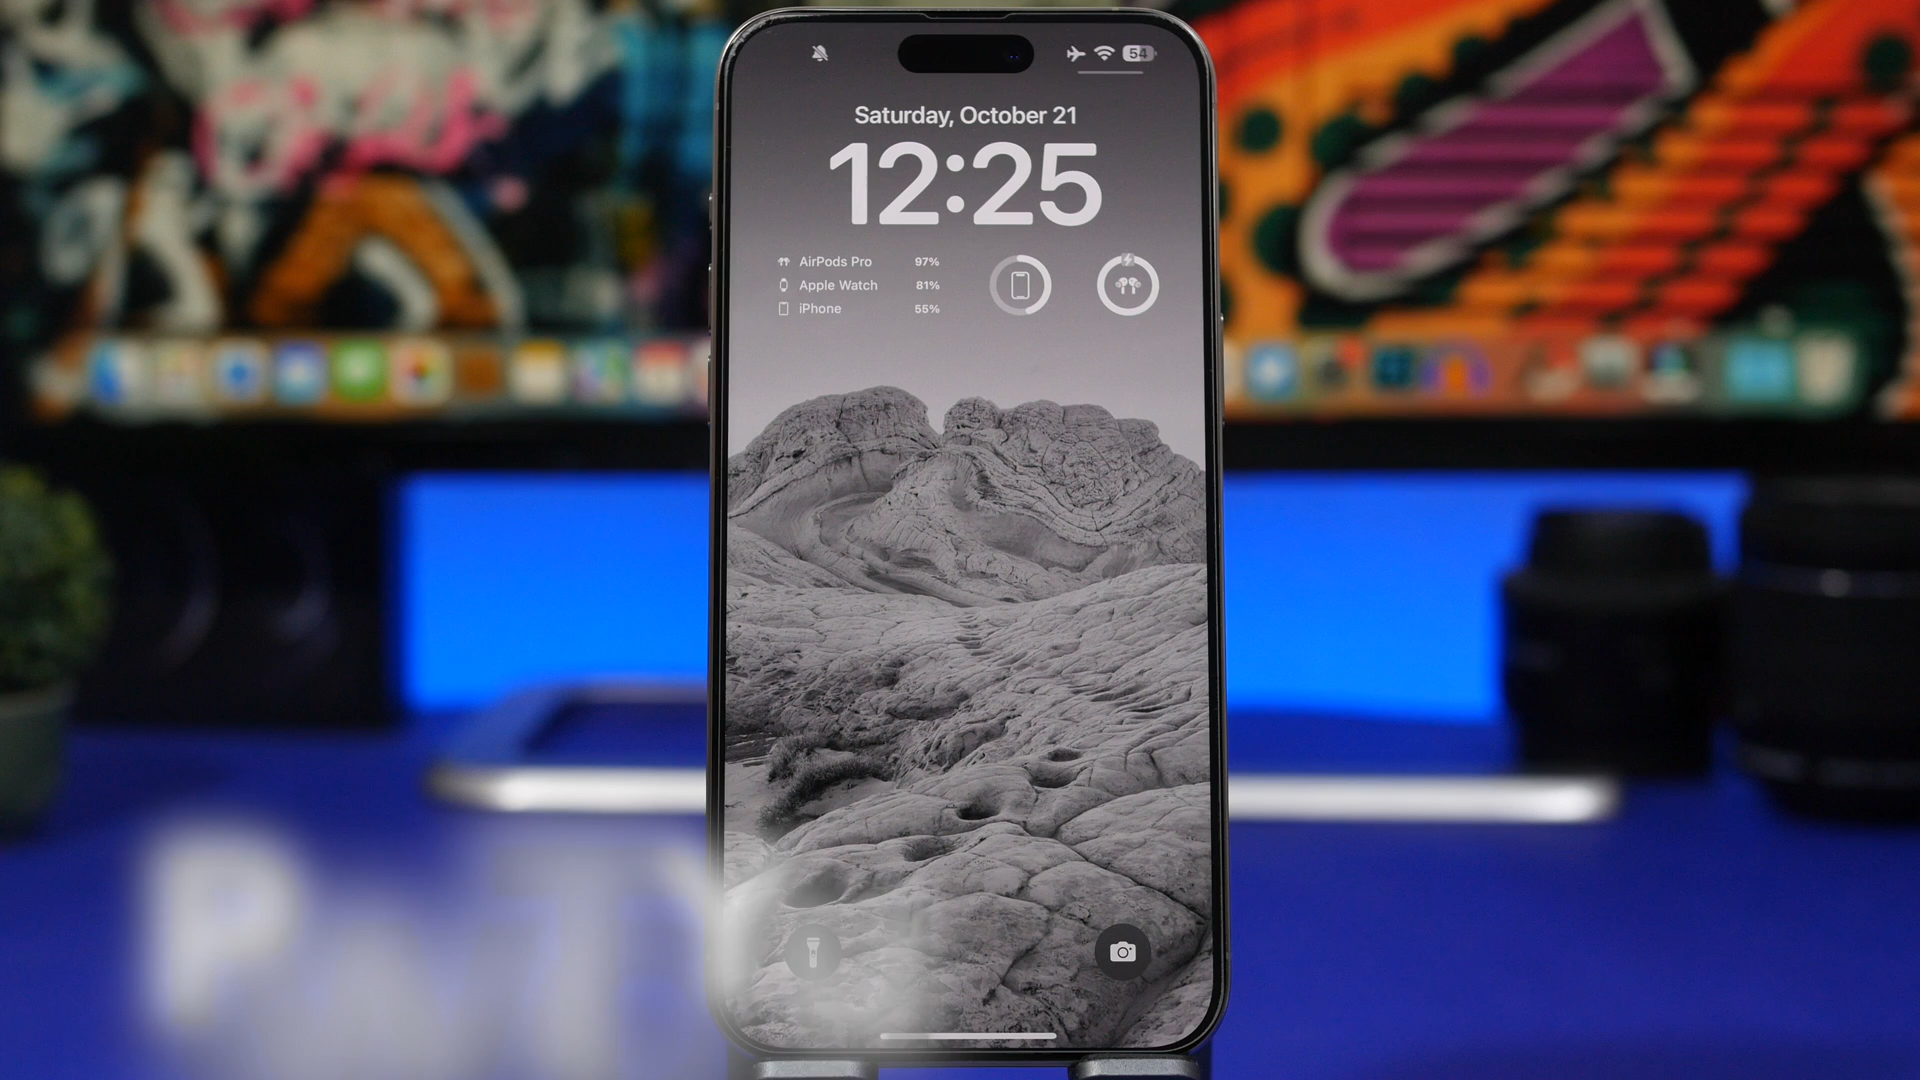 54
Saturday, October 21
12:25
AirPods Pro 97%
Apple Watch 81%
iPhone 55%